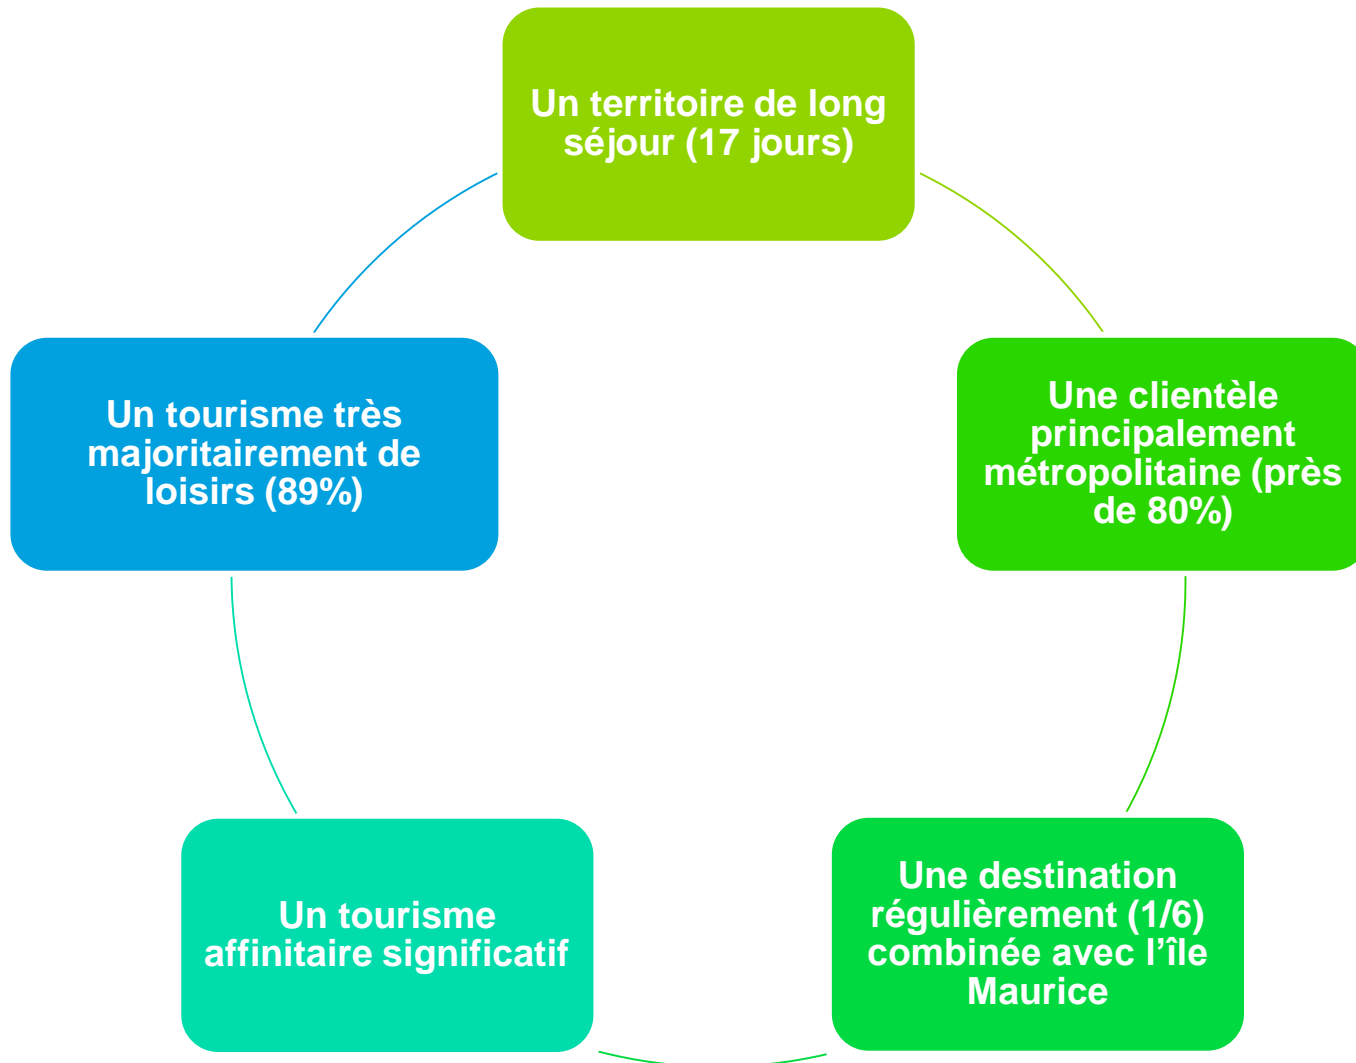 Un territoire de long
séjour (17 jours)
Une clientèle
principalement
métropolitaine (près
de 80%)
Une destination
régulièrement (1/6)
combinée avec l’île
Maurice
Un tourisme
affinitaire significatif
Un tourisme très
majoritairement de
loisirs (89%)